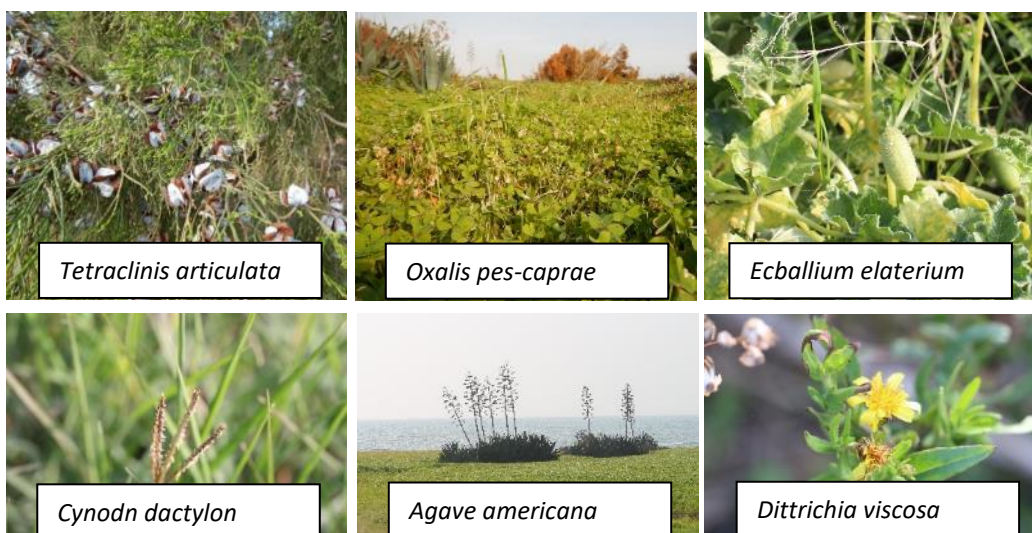 Tetraclinis articulata
Oxalis pes-caprae
Ecballium elaterium
Cynodn dactylon
Agave americana
Dittrichia viscosa